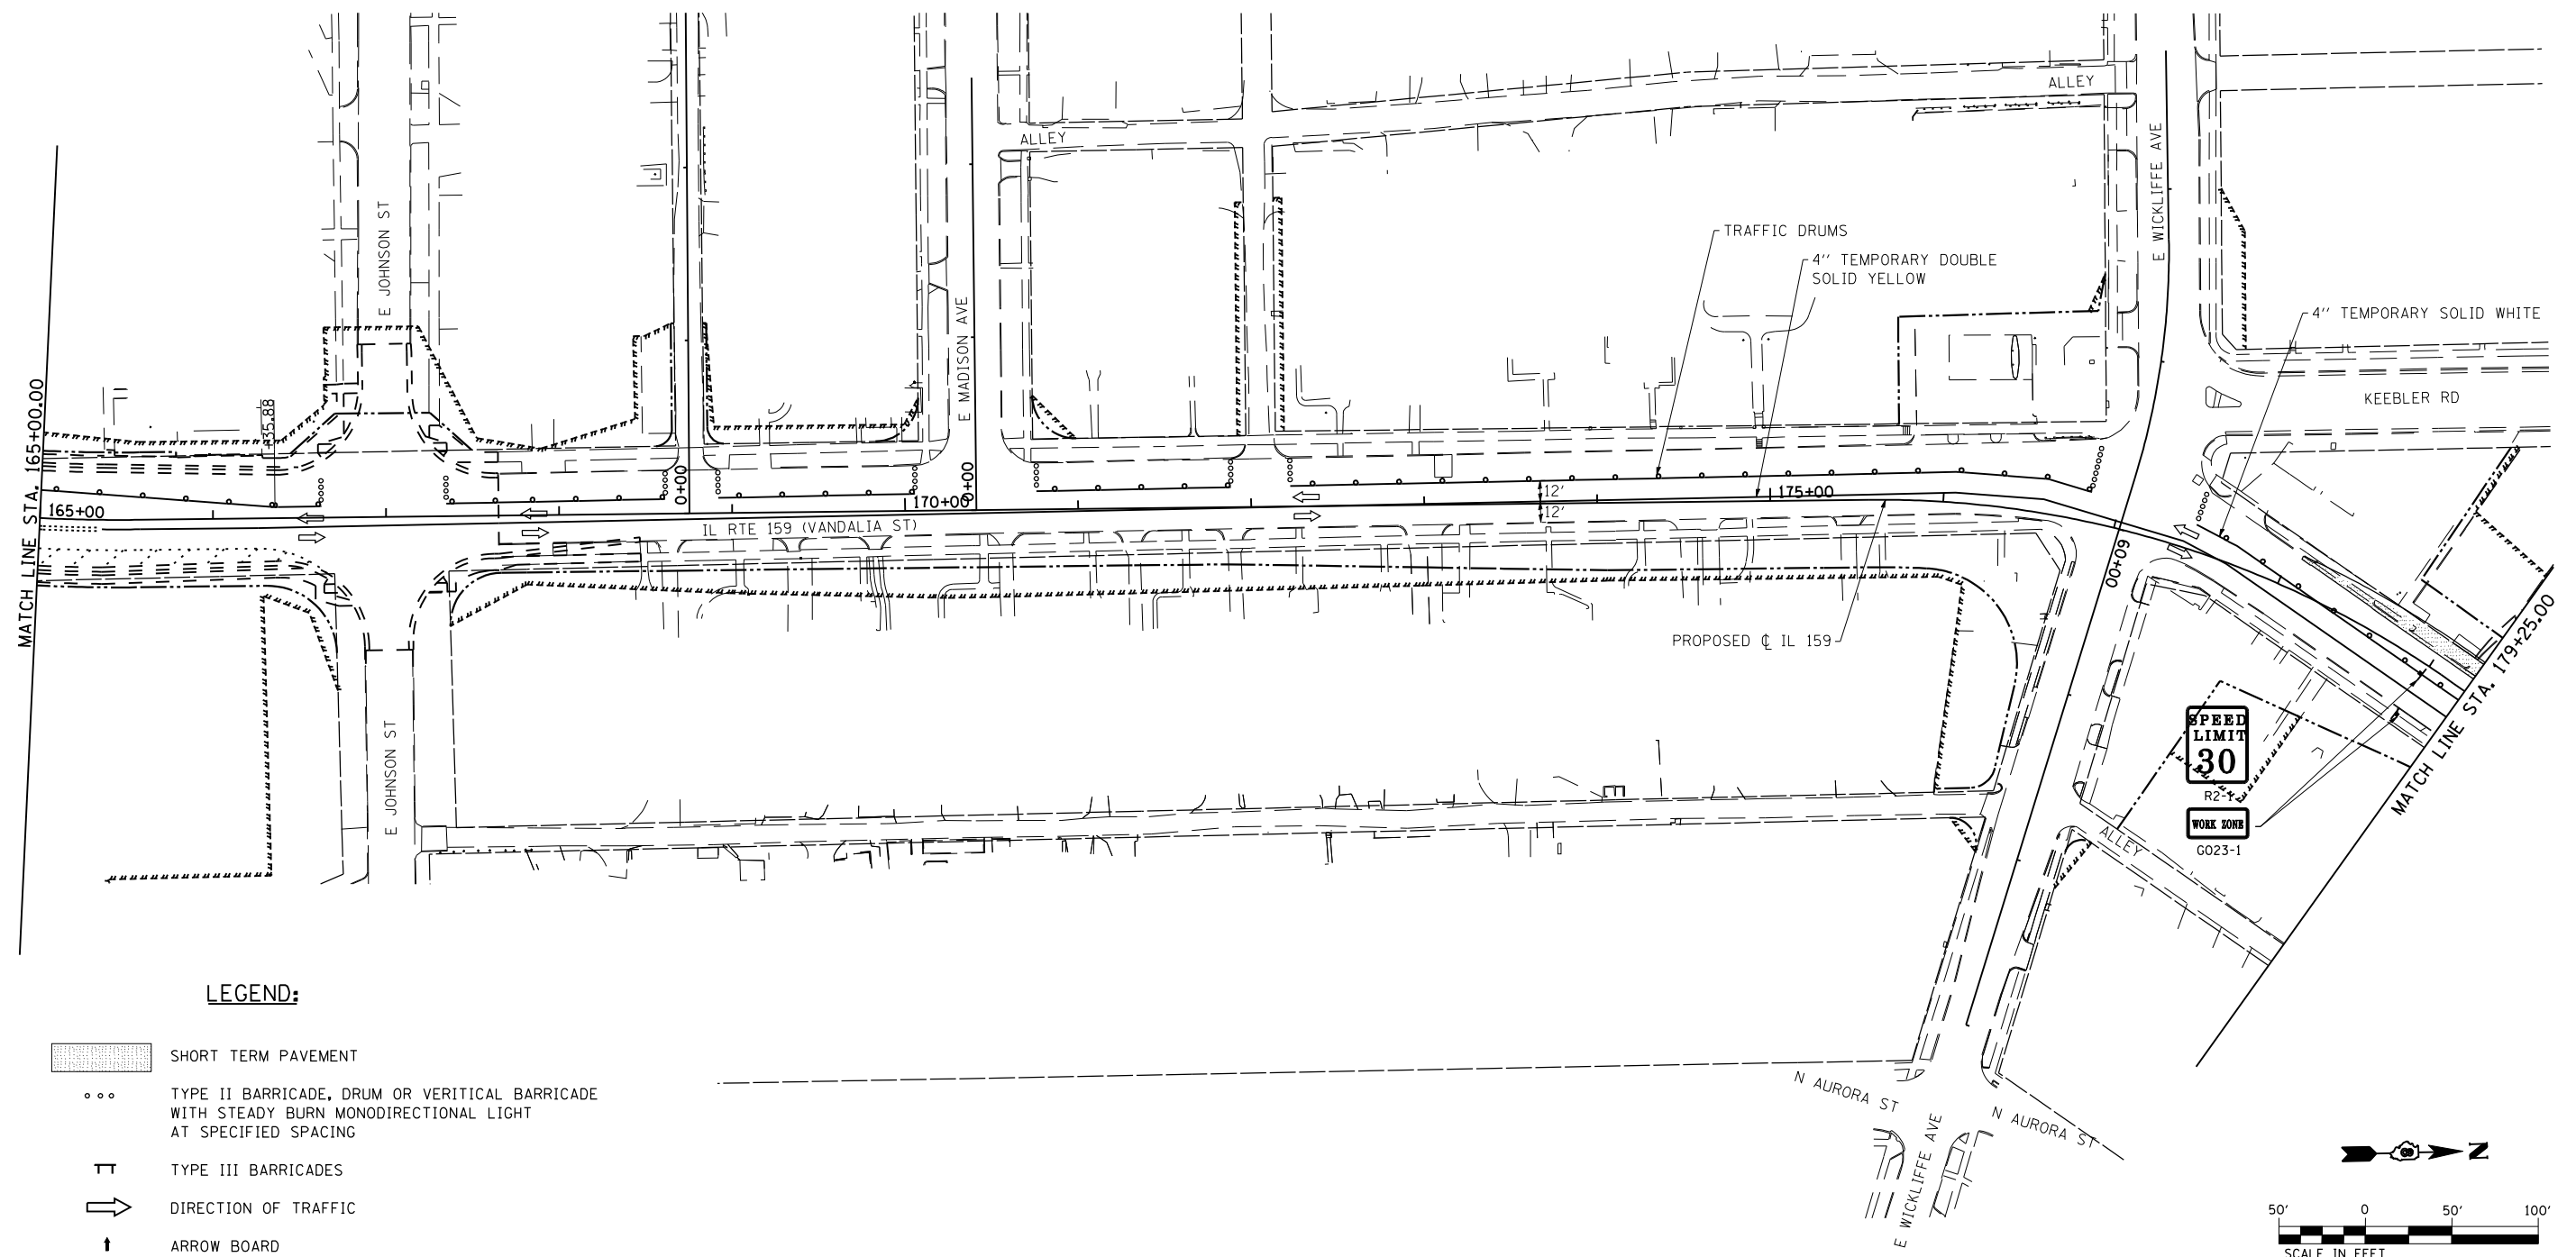 ALLEY
ALLEY
E JOHNSON ST
E MADISON AVE
E WICKLIFFE AVE
TRAFFIC DRUMS
4'' TEMPORARY DOUBLE
SOLID YELLOW
4'' TEMPORARY SOLID WHITE
KEEBLER RD
MATCH LINE STA. 165+00.00
+35.88
165+00
0+00
170+00
0+00
12'
12'
175+00
IL RTE 159 (VANDALIA ST)
60+00
PROPOSED ℄ IL 159
MATCH LINE STA. 179+25.00
SPEED
LIMIT
30
R2-1
WORK ZONE
G023-1
E JOHNSON ST
ALLEY
LEGEND:
SHORT TERM PAVEMENT
TYPE II BARRICADE, DRUM OR VERITICAL BARRICADE
WITH STEADY BURN MONODIRECTIONAL LIGHT
AT SPECIFIED SPACING
TYPE III BARRICADES
DIRECTION OF TRAFFIC
ARROW BOARD
N AURORA ST
N AURORA ST
E WICKLIFFE AVE
N
50' 0 50' 100'
SCALE IN FEET